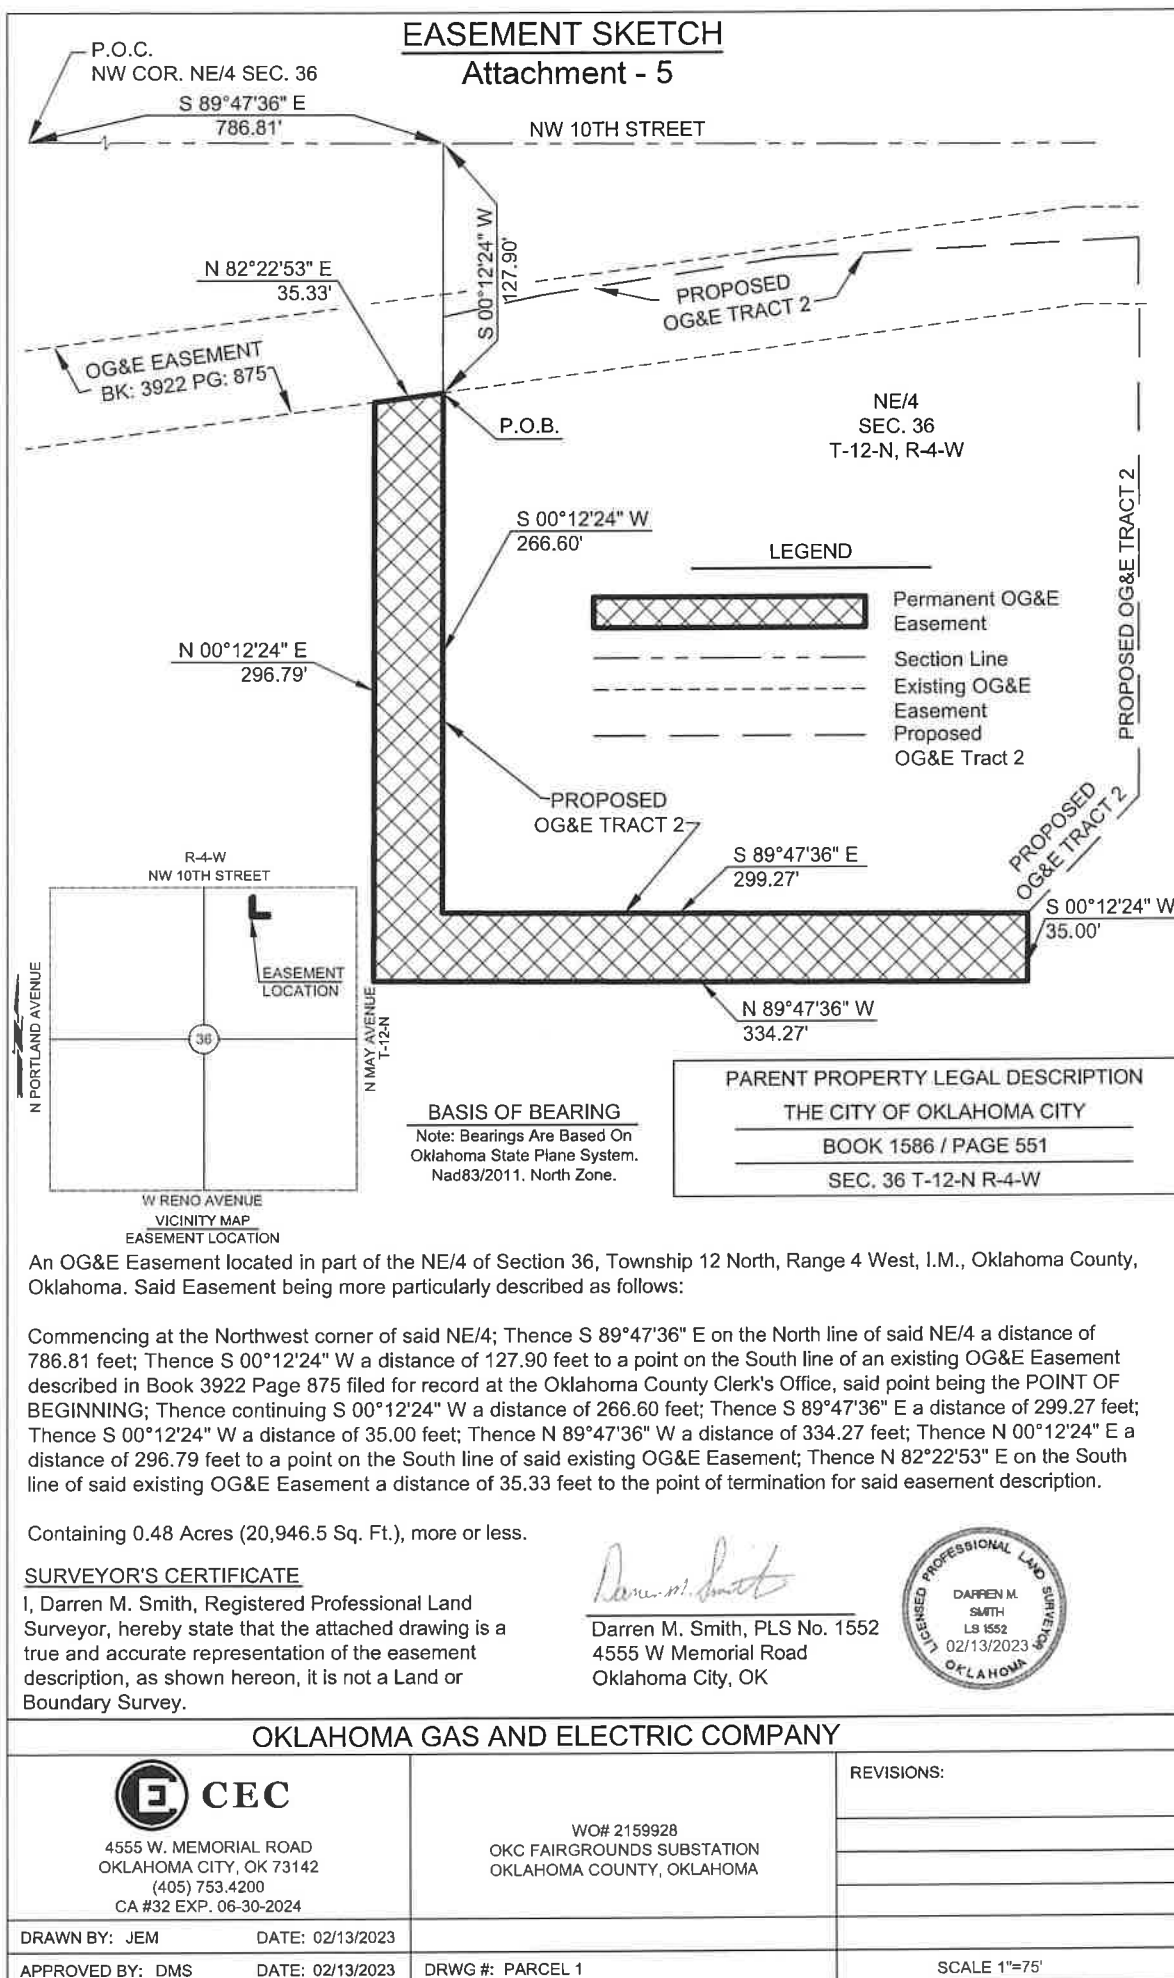 EASEMENT SKETCH
Attachment - 5
P.O.C.
NW COR. NE/4 SEC. 36
S 89°47'36" E
786.81'
NW 10TH STREET
S 00°12'24" W
127.90'
N 82°22'53" E
35.33'
PROPOSED
OG&E TRACT 2
OG&E EASEMENT
BK: 3922 PG: 875
P.O.B.
NE/4
SEC. 36
T-12-N, R-4-W
S 00°12'24" W
266.60'
PROPOSED OG&E TRACT 2
LEGEND
Permanent OG&E
Easement
Section Line
Existing OG&E
Easement
Proposed
OG&E Tract 2
N 00°12'24" E
296.79'
PROPOSED
OG&E TRACT 2
PROPOSED
OG&E TRACT 2
S 89°47'36" E
299.27'
S 00°12'24" W
35.00'
N 89°47'36" W
334.27'
R-4-W
NW 10TH STREET
EASEMENT
LOCATION
36
N PORTLAND AVENUE
N MAY AVENUE
T-12-N
W RENO AVENUE
VICINITY MAP
EASEMENT LOCATION
BASIS OF BEARING
Note: Bearings Are Based On
Oklahoma State Plane System.
Nad83/2011. North Zone.
PARENT PROPERTY LEGAL DESCRIPTION
THE CITY OF OKLAHOMA CITY
BOOK 1586 / PAGE 551
SEC. 36 T-12-N R-4-W
An OG&E Easement located in part of the NE/4 of Section 36, Township 12 North, Range 4 West, I.M., Oklahoma County,
Oklahoma. Said Easement being more particularly described as follows:
Commencing at the Northwest corner of said NE/4; Thence S 89°47'36" E on the North line of said NE/4 a distance of
786.81 feet; Thence S 00°12'24" W a distance of 127.90 feet to a point on the South line of an existing OG&E Easement
described in Book 3922 Page 875 filed for record at the Oklahoma County Clerk's Office, said point being the POINT OF
BEGINNING; Thence continuing S 00°12'24" W a distance of 266.60 feet; Thence S 89°47'36" E a distance of 299.27 feet;
Thence S 00°12'24" W a distance of 35.00 feet; Thence N 89°47'36" W a distance of 334.27 feet; Thence N 00°12'24" E a
distance of 296.79 feet to a point on the South line of said existing OG&E Easement; Thence N 82°22'53" E on the South
line of said existing OG&E Easement a distance of 35.33 feet to the point of termination for said easement description.
Containing 0.48 Acres (20,946.5 Sq. Ft.), more or less.
SURVEYOR'S CERTIFICATE
I, Darren M. Smith, Registered Professional Land
Surveyor, hereby state that the attached drawing is a
true and accurate representation of the easement
description, as shown hereon, it is not a Land or
Boundary Survey.
Darren M. Smith
Darren M. Smith, PLS No. 1552
4555 W Memorial Road
Oklahoma City, OK
LICENSED PROFESSIONAL LAND SURVEYOR
DARREN M.
SMITH
LS 1552
02/13/2023
OKLAHOMA
OKLAHOMA GAS AND ELECTRIC COMPANY
CEC
4555 W. MEMORIAL ROAD
OKLAHOMA CITY, OK 73142
(405) 753.4200
CA #32 EXP. 06-30-2024
WO# 2159928
OKC FAIRGROUNDS SUBSTATION
OKLAHOMA COUNTY, OKLAHOMA
REVISIONS:
DRAWN BY: JEM DATE: 02/13/2023
APPROVED BY: DMS DATE: 02/13/2023 DRWG #: PARCEL 1 SCALE 1"=75'